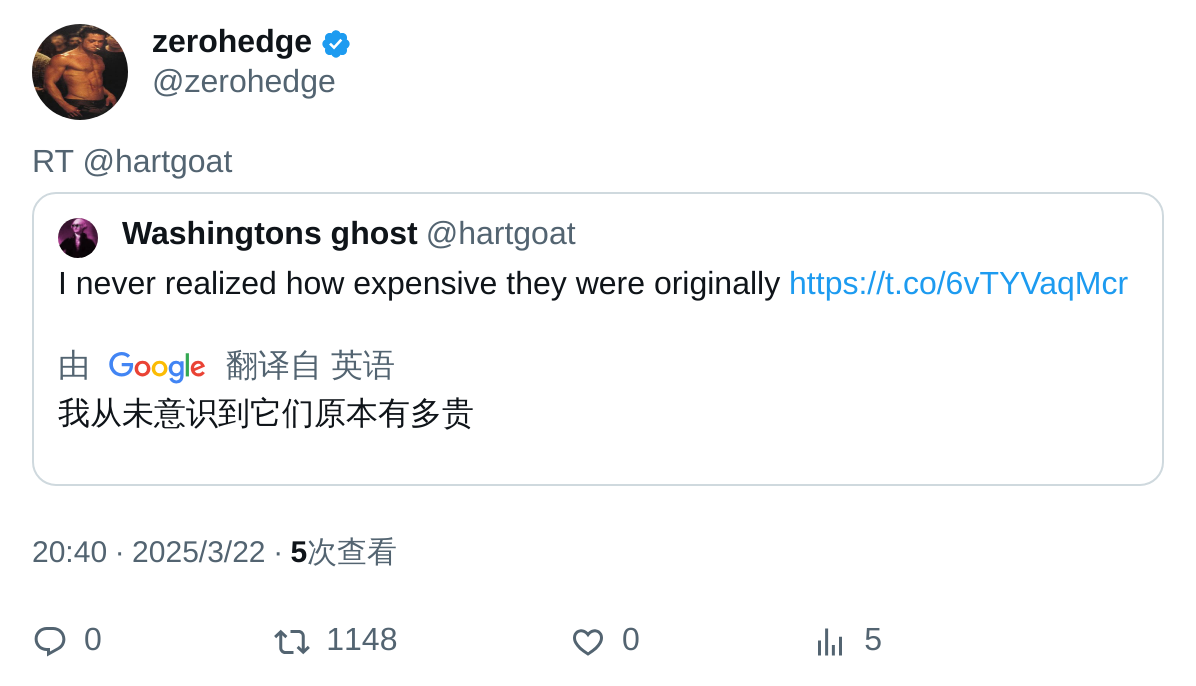 zerohedge
@zerohedge
RT @hartgoat
Washingtons ghost @hartgoat
I never realized how expensive they were originally https://t.co/6vTYVaqMcr
由 Google 翻译自 英语
我从未意识到它们原本有多贵
20:40 · 2025/3/22 · 5次查看
0 1148 0 5